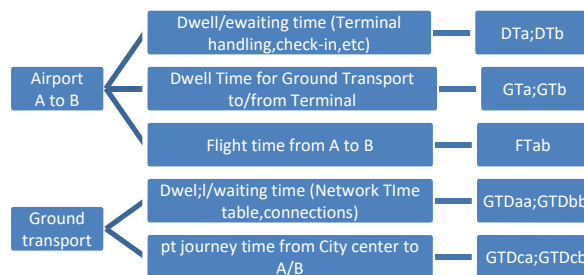 Dwell/ewaiting time (Terminal
handling,check-in,etc)
DTa;DTb
Airport
A to B
Dwell Time for Ground Transport
to/from Terminal
GTa;GTb
Flight time from A to B
FTab
Dwel;l/waiting time (Network TIme
table,connections)
GTDaa;GTDbb
Ground
transport
pt journey time from City center to
A/B
GTDca;GTDcb